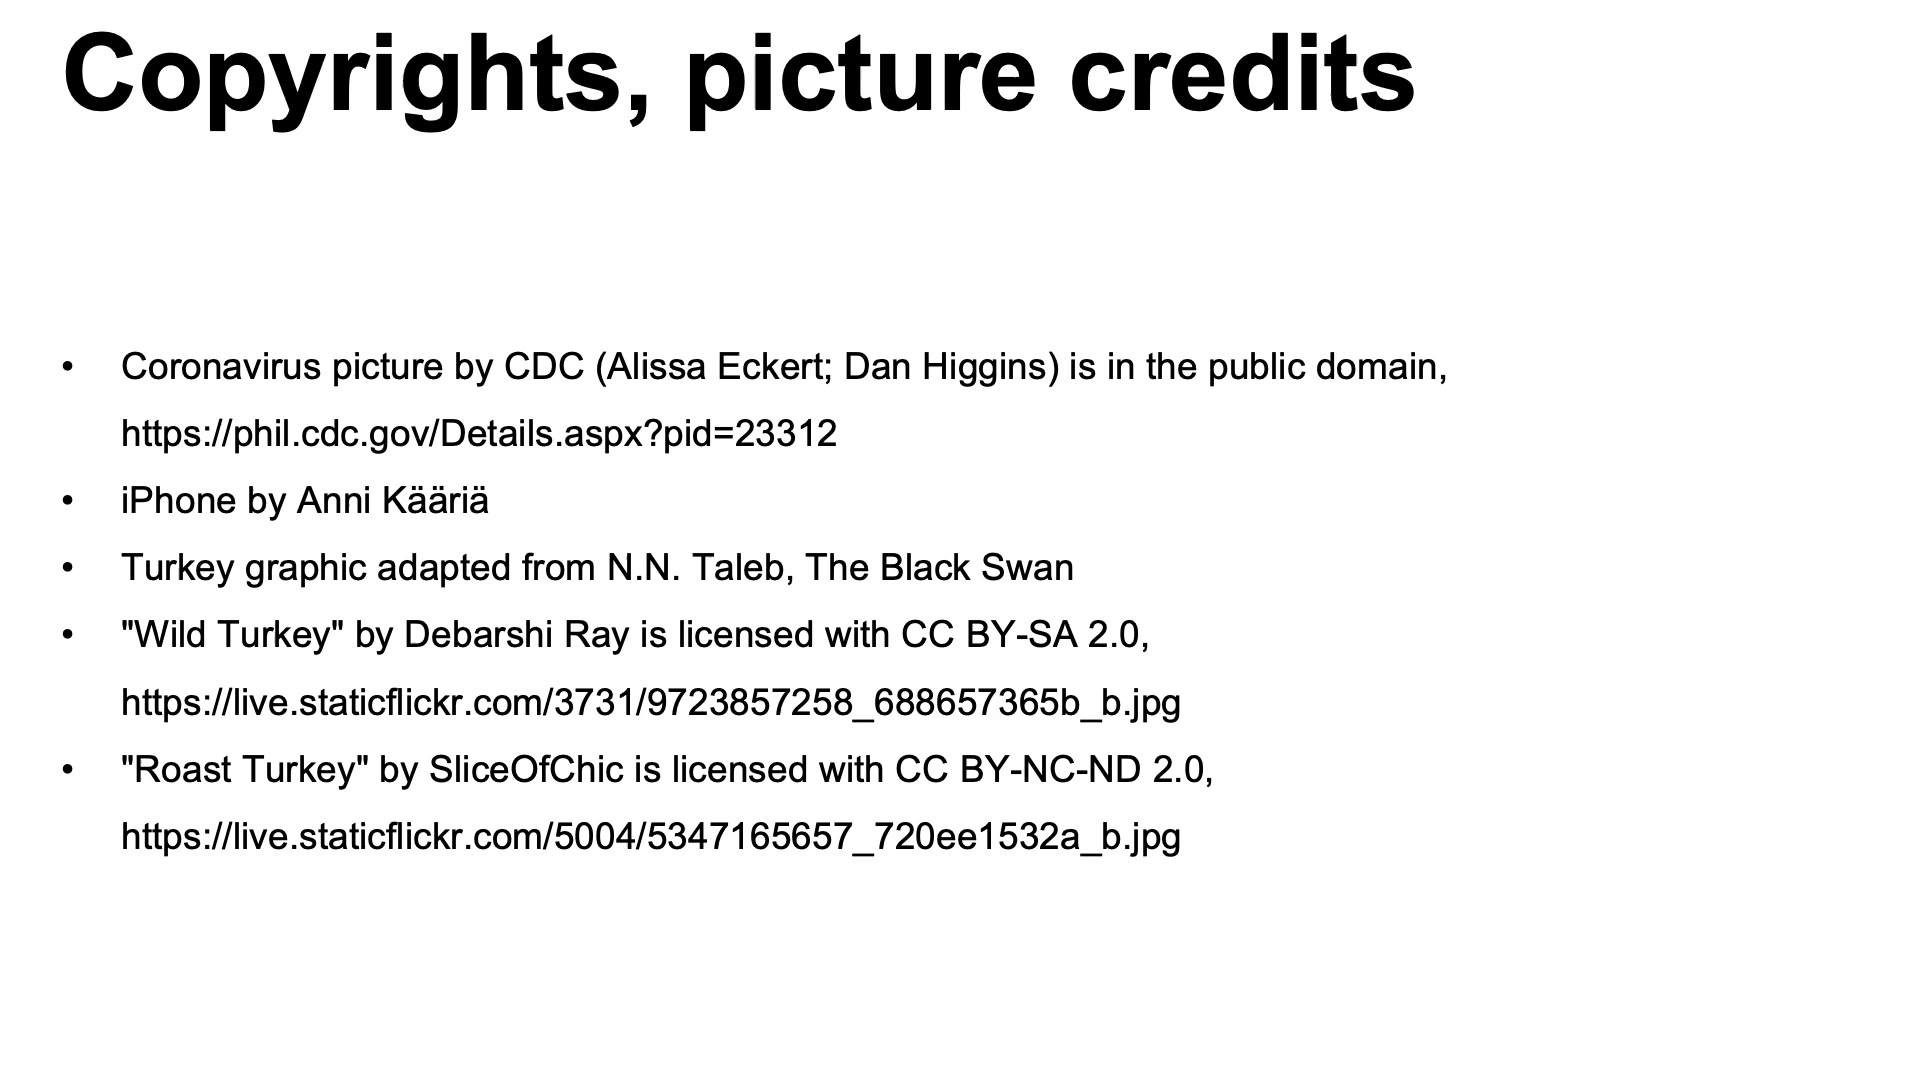 Copyrights, picture credits
• Coronavirus picture by CDC (Alissa Eckert; Dan Higgins) is in the public domain,
https://phil.cdc.gov/Details.aspx?pid=23312
• iPhone by Anni Kääriä
• Turkey graphic adapted from N.N. Taleb, The Black Swan
• "Wild Turkey" by Debarshi Ray is licensed with CC BY-SA 2.0,
https://live.staticflickr.com/3731/9723857258_688657365b_b.jpg
• "Roast Turkey" by SliceOfChic is licensed with CC BY-NC-ND 2.0,
https://live.staticflickr.com/5004/5347165657_720ee1532a_b.jpg